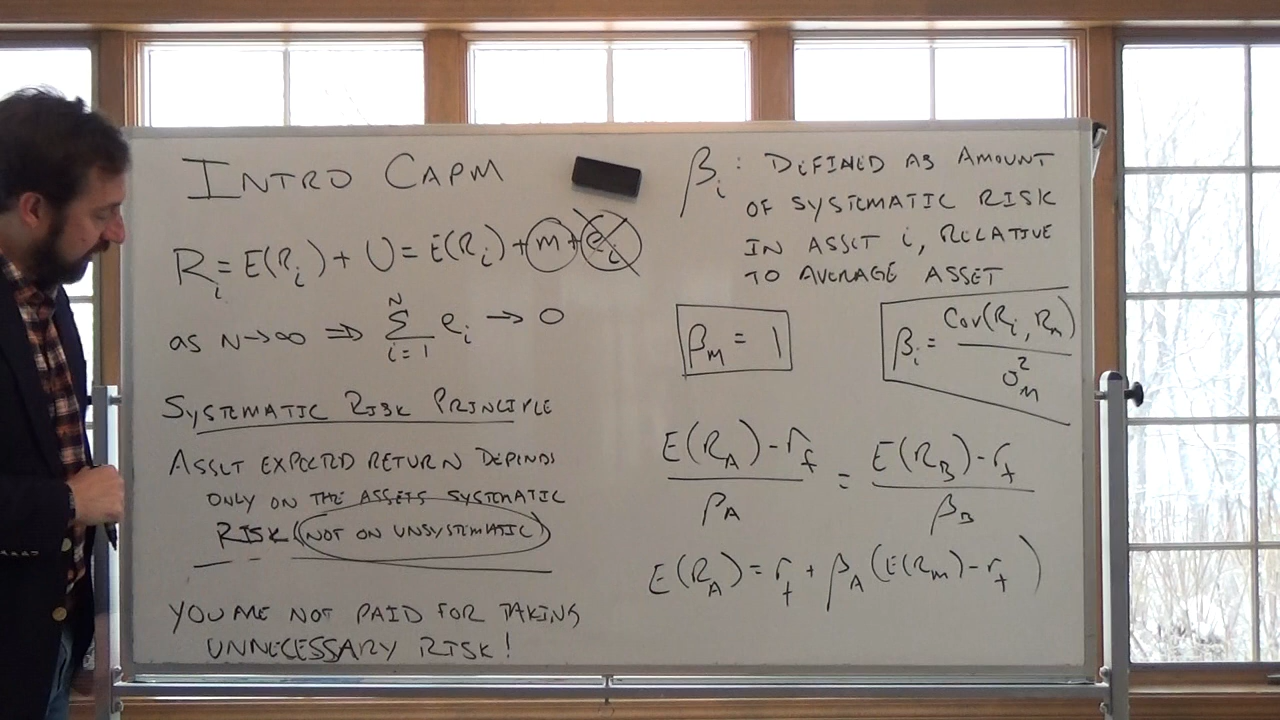 INTRO CAPM
Rᵢ = E(Rᵢ) + U = E(Rᵢ) + m + eᵢ
as N→∞ ⇒ Σ_{i=1}^{N} eᵢ → 0
SYSTEMATIC RISK PRINCIPLE
ASSET EXPECTED RETURN DEPENDS
ONLY ON THE ASSETS SYSTEMATIC
RISK (NOT ON UNSYSTEMATIC)
YOU ARE NOT PAID FOR TAKING
UNNECESSARY RISK!
βᵢ : DEFINED AS AMOUNT
OF SYSTEMATIC RISK
IN ASSET i, RELATIVE
TO AVERAGE ASSET
β_M = 1
βᵢ = Cov(Rᵢ, R_m) / σ²_M
(E(R_A) - r_f) / β_A = (E(R_B) - r_f) / β_B
E(R_A) = r_f + β_A (E(R_m) - r_f)